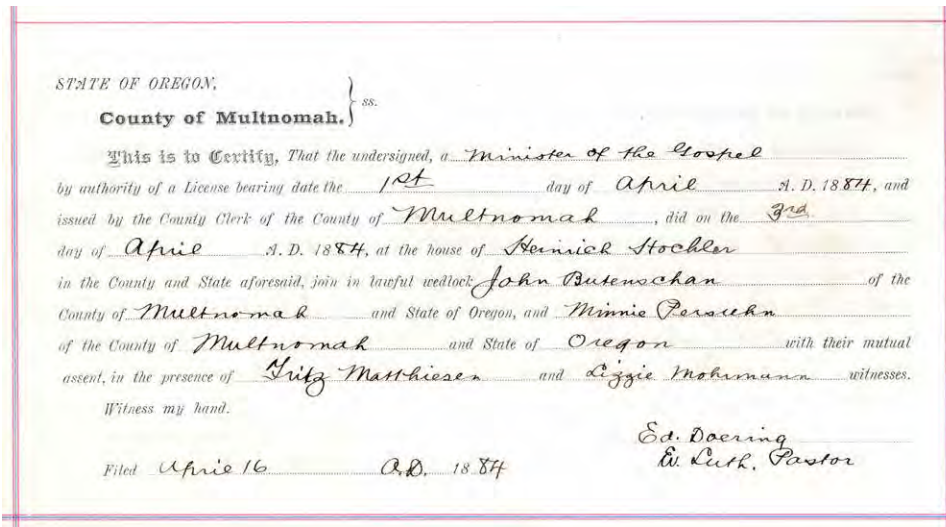 STATE OF OREGON,
County of Multnomah. } ss.
This is to Certify, That the undersigned, a Minister of the Gospel
by authority of a License bearing date the 1st day of April A. D. 1884, and
issued by the County Clerk of the County of Multnomah, did on the 3rd
day of April A. D. 1884, at the house of Heinrich Stochler
in the County and State aforesaid, join in lawful wedlock John Butenschan of the
County of Multnomah and State of Oregon, and Minnie Persuhn
of the County of Multnomah and State of Oregon with their mutual
assent, in the presence of Fritz Matthiesen and Lizzie Mohrmann witnesses.
Witness my hand.
Ed. Doering
Ev. Luth. Pastor
Filed April 16 A.D. 1884